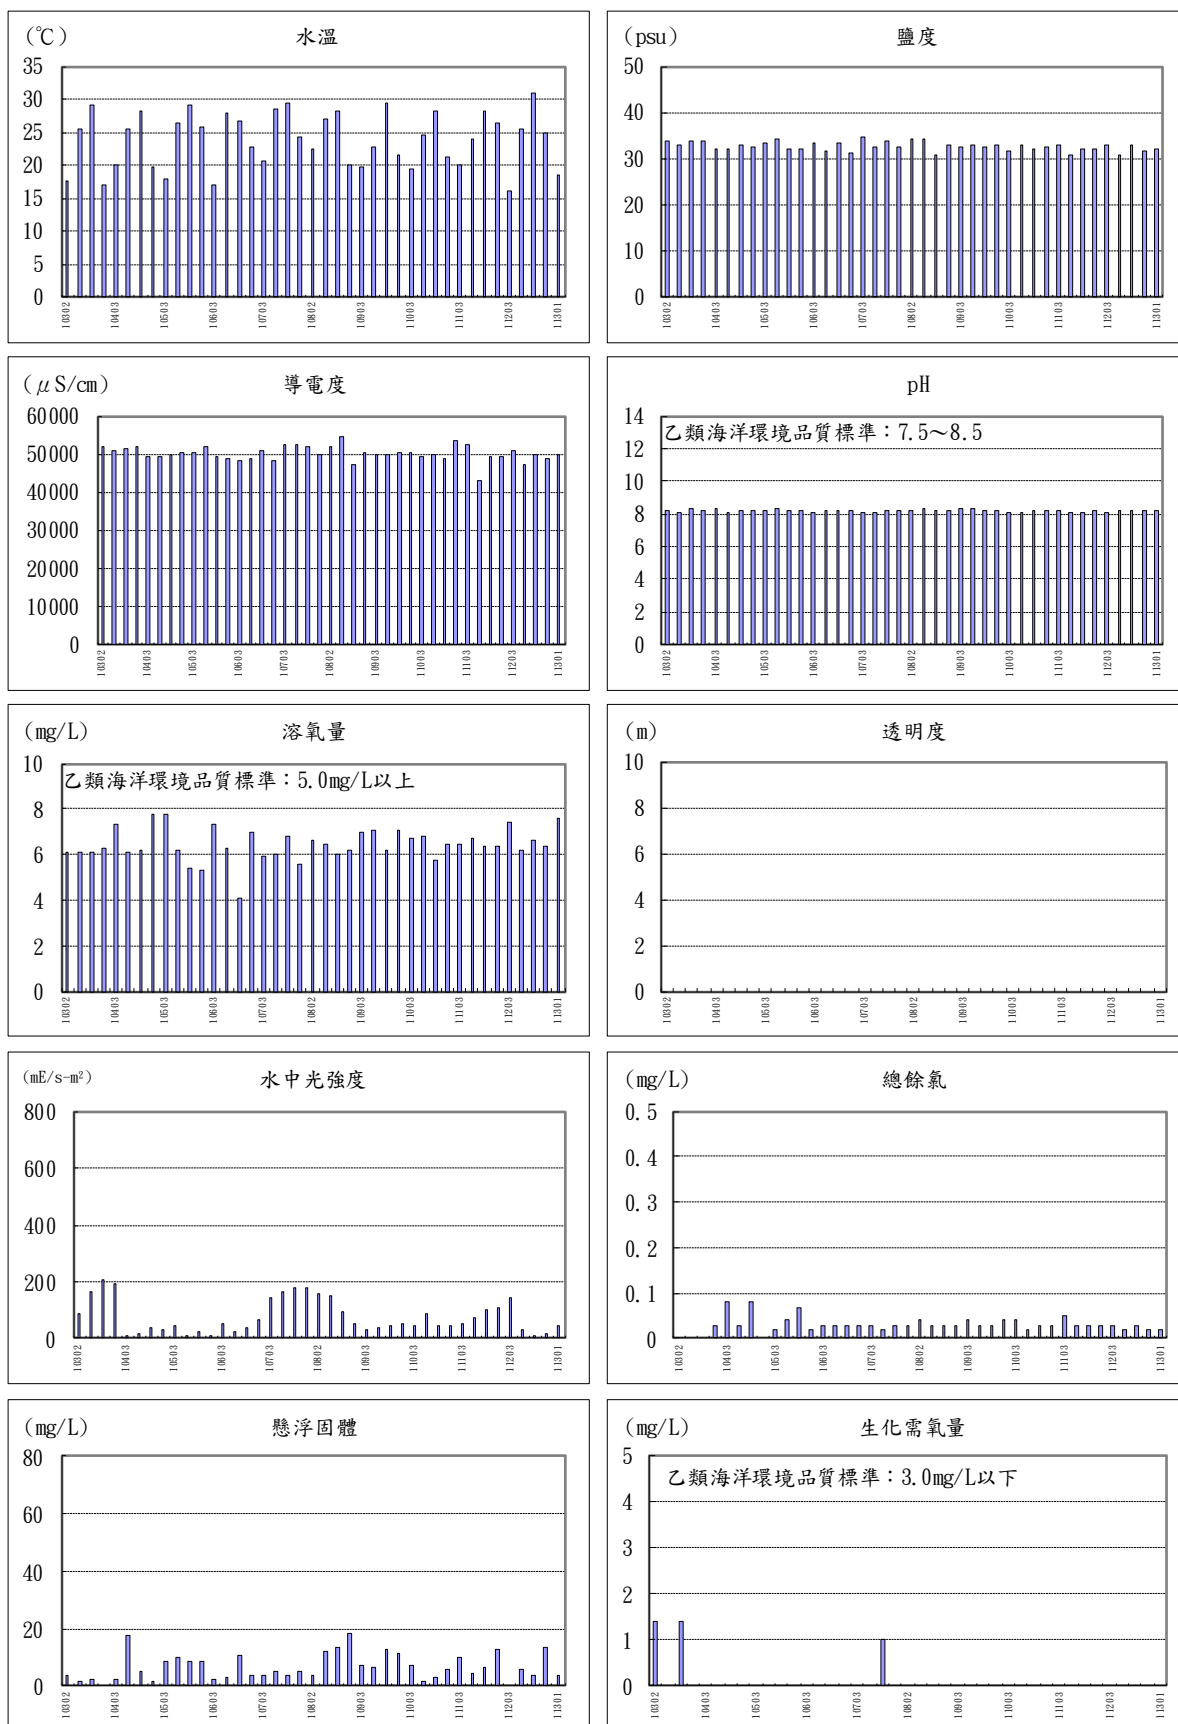 (℃) 水溫
35
30
25
20
15
10
5
0
10302 10403 10503 10603 10703 10802 10903 11003 11103 11203 11301
(psu) 鹽度
50
40
30
20
10
0
10302 10403 10503 10603 10703 10802 10903 11003 11103 11203 11301
(μS/cm) 導電度
60000
50000
40000
30000
20000
10000
0
10302 10403 10503 10603 10703 10802 10903 11003 11103 11203 11301
pH
14
乙類海洋環境品質標準：7.5～8.5
12
10
8
6
4
2
0
10302 10403 10503 10603 10703 10802 10903 11003 11103 11203 11301
(mg/L) 溶氧量
10
乙類海洋環境品質標準：5.0mg/L以上
8
6
4
2
0
10302 10403 10503 10603 10703 10802 10903 11003 11103 11203 11301
(m) 透明度
10
8
6
4
2
0
10302 10403 10503 10603 10703 10802 10903 11003 11103 11203 11301
(mE/s-m²) 水中光強度
800
600
400
200
0
10302 10403 10503 10603 10703 10802 10903 11003 11103 11203 11301
(mg/L) 總餘氯
0.5
0.4
0.3
0.2
0.1
0
10302 10403 10503 10603 10703 10802 10903 11003 11103 11203 11301
(mg/L) 懸浮固體
80
60
40
20
0
10302 10403 10503 10603 10703 10802 10903 11003 11103 11203 11301
(mg/L) 生化需氧量
5
乙類海洋環境品質標準：3.0mg/L以下
4
3
2
1
0
10302 10403 10503 10603 10703 10802 10903 11003 11103 11203 11301